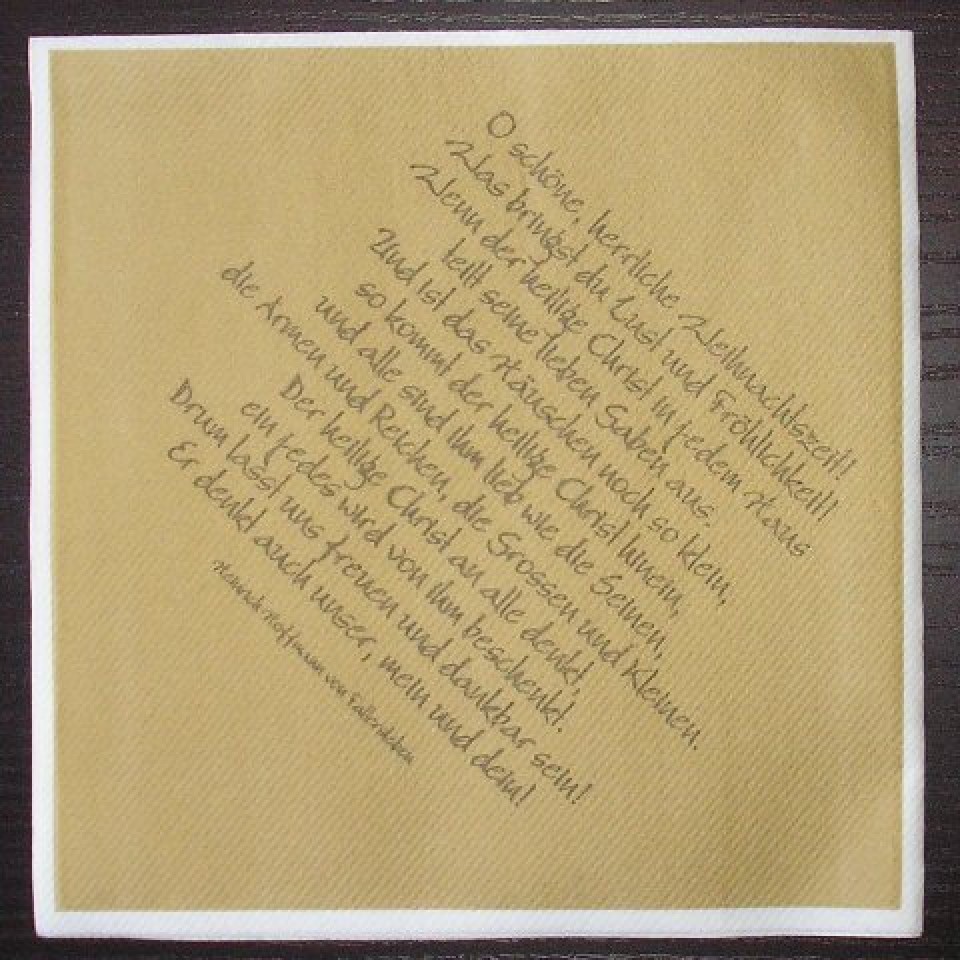 O schöne, herrliche Weihnachtszeit!
Was bringst du Lust und Fröhlichkeit!
Wenn der heilige Christ in jedem Haus
teilt seine lieben Gaben aus.
Und ist das Häuschen noch so klein,
so kommt der heilige Christ hinein,
und alle sind ihm lieb wie die Seinen,
die Armen und Reichen, die Grossen und Kleinen.
Der heilige Christ an alle denkt,
ein jedes wird von ihm beschenkt.
Drum lasst uns freuen und dankbar sein!
Er denkt auch unser, mein und dein!
Heinrich Hoffmann von Fallersleben